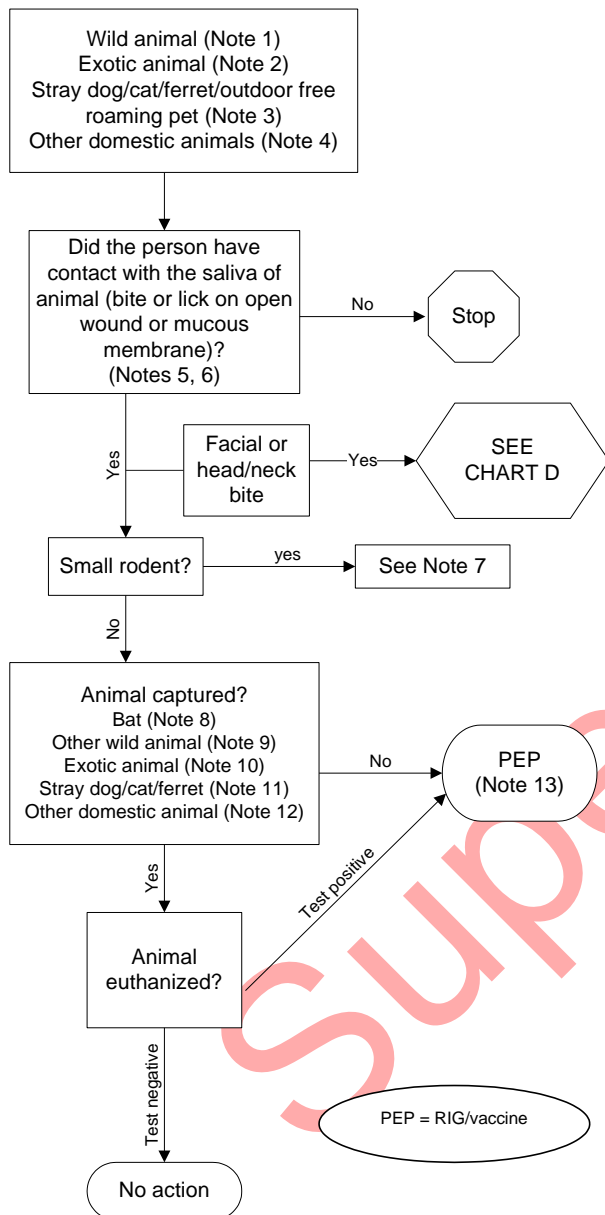 Wild animal (Note 1)
Exotic animal (Note 2)
Stray dog/cat/ferret/outdoor free
roaming pet (Note 3)
Other domestic animals (Note 4)
Did the person have
contact with the saliva of
animal (bite or lick on open
wound or mucous
membrane)?
(Notes 5, 6)
No
Stop
Yes
Facial or
head/neck
bite
Yes
SEE
CHART D
Small rodent?
yes
See Note 7
No
Animal captured?
Bat (Note 8)
Other wild animal (Note 9)
Exotic animal (Note 10)
Stray dog/cat/ferret (Note 11)
Other domestic animal (Note 12)
No
PEP
(Note 13)
Yes
Test positive
Animal
euthanized?
Test negative
PEP = RIG/vaccine
No action
Supe